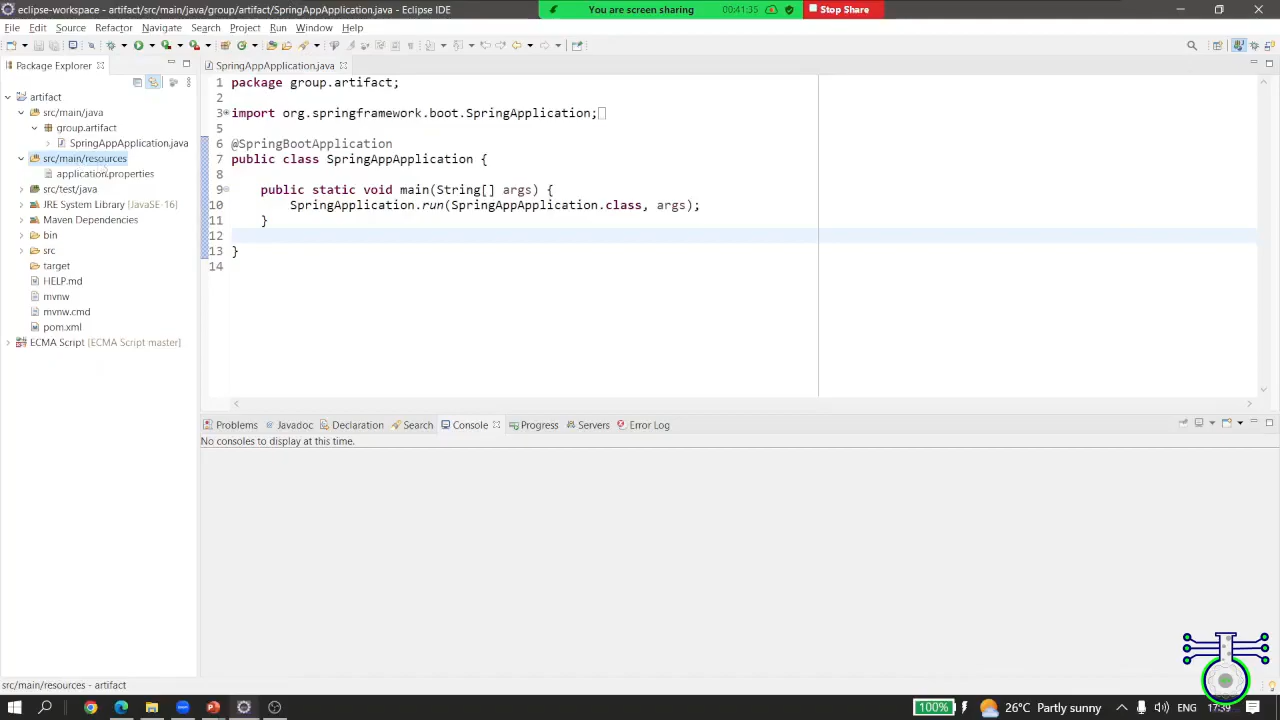 eclipse-workspace - artifact/src/main/java/group/artifact/SpringAppApplication.java - Eclipse IDE
You are screen sharing
00:41:35
Stop Share
File Edit Source Refactor Navigate Search Project Run Window Help
Package Explorer
SpringAppApplication.java
artifact
src/main/java
group.artifact
SpringAppApplication.java
src/main/resources
application.properties
src/test/java
JRE System Library [JavaSE-16]
Maven Dependencies
bin
src
target
HELP.md
mvnw
mvnw.cmd
pom.xml
ECMA Script [ECMA Script master]
1 package group.artifact;
2
3 import org.springframework.boot.SpringApplication;
5
6 @SpringBootApplication
7 public class SpringAppApplication {
8
9 public static void main(String[] args) {
10 SpringApplication.run(SpringAppApplication.class, args);
11 }
12
13 }
14
Problems Javadoc Declaration Search Console Progress Servers Error Log
No consoles to display at this time.
src/main/resources - artifact
100%
26°C Partly sunny
ENG
17:39